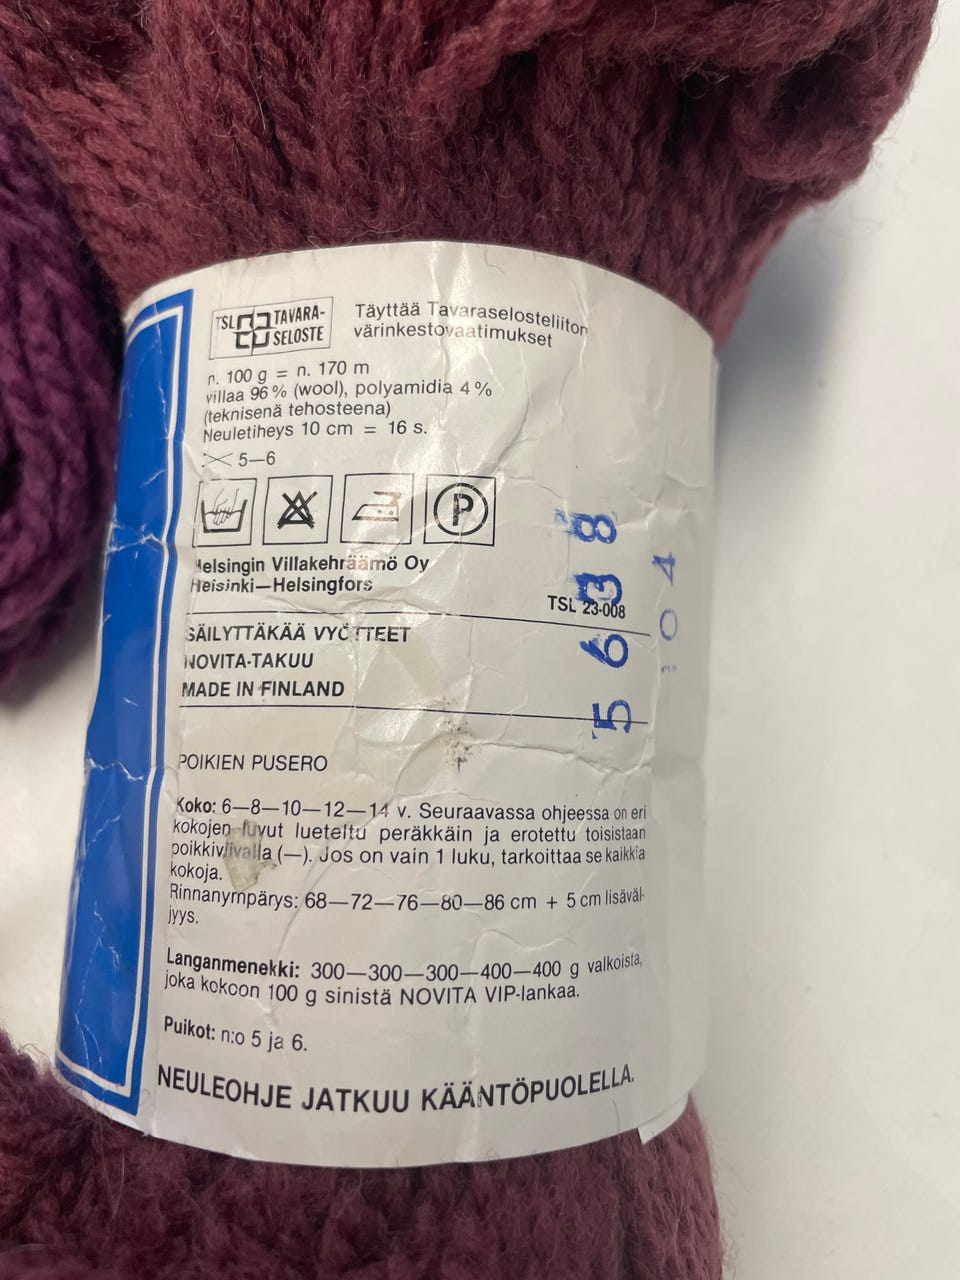 TSL TAVARA-
SELOSTE
Täyttää Tavaraselosteliiton
värinkestovaatimukset
n. 100 g = n. 170 m
villaa 96 % (wool), polyamidia 4 %
(teknisenä tehosteena)
Neuletiheys 10 cm = 16 s.
5—6
P
Helsingin Villakehräämö Oy
Helsinki—Helsingfors
TSL 23-008
5638
104
SÄILYTTÄKÄÄ VYÖTTEET
NOVITA-TAKUU
MADE IN FINLAND
POIKIEN PUSERO
Koko: 6—8—10—12—14 v. Seuraavassa ohjeessa on eri
kokojen luvut lueteltu peräkkäin ja erotettu toisistaan
poikkiviivalla (—). Jos on vain 1 luku, tarkoittaa se kaikkia
kokoja.
Rinnanympärys: 68—72—76—80—86 cm + 5 cm lisäväl-
jyys.
Langanmenekki: 300—300—300—400—400 g valkoista,
joka kokoon 100 g sinistä NOVITA VIP-lankaa.
Puikot: n:o 5 ja 6.
NEULEOHJE JATKUU KÄÄNTÖPUOLELLA.